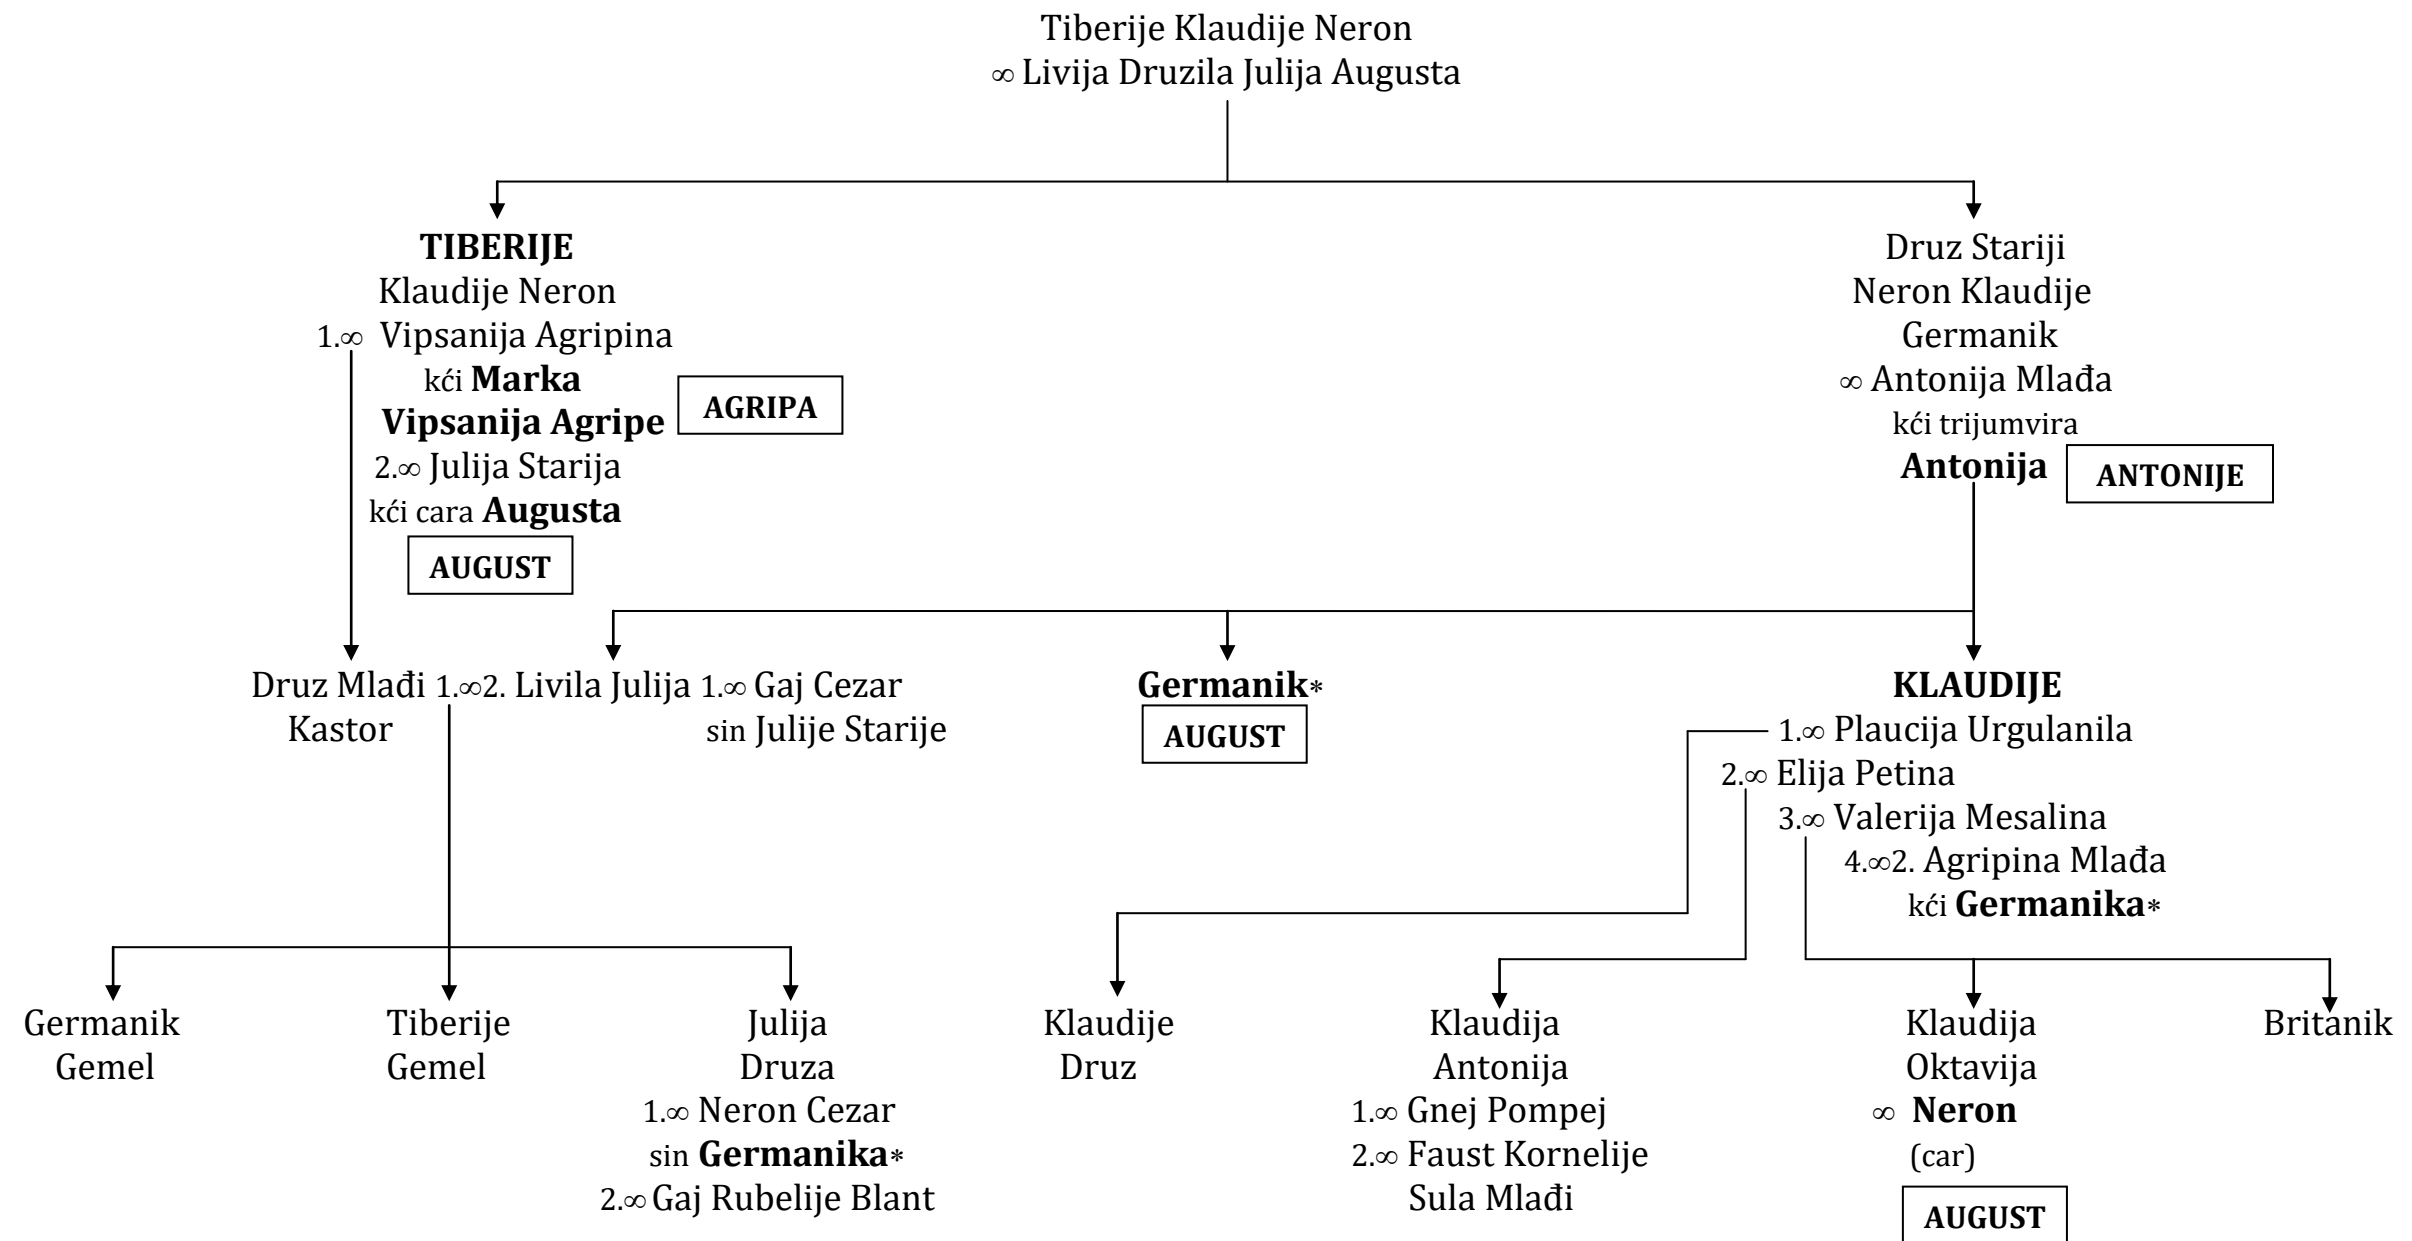 Tiberije Klaudije Neron
∞ Livija Druzila Julija Augusta
TIBERIJE
Klaudije Neron
1.∞ Vipsanija Agripina
kći Marka
Vipsanija Agripe
AGRIPA
2.∞ Julija Starija
kći cara Augusta
AUGUST
Druz Stariji
Neron Klaudije
Germanik
∞ Antonija Mlađa
kći trijumvira
Antonija
ANTONIJE
Druz Mlađi 1.∞2. Livila Julija 1.∞ Gaj Cezar
Kastor
sin Julije Starije
Germanik*
AUGUST
KLAUDIJE
1.∞ Plaucija Urgulanila
2.∞ Elija Petina
3.∞ Valerija Mesalina
4.∞2. Agripina Mlađa
kći Germanika*
Germanik
Gemel
Tiberije
Gemel
Julija
Druza
1.∞ Neron Cezar
sin Germanika*
2.∞ Gaj Rubelije Blant
Klaudije
Druz
Klaudija
Antonija
1.∞ Gnej Pompej
2.∞ Faust Kornelije
Sula Mlađi
Klaudija
Oktavija
∞ Neron
(car)
AUGUST
Britanik